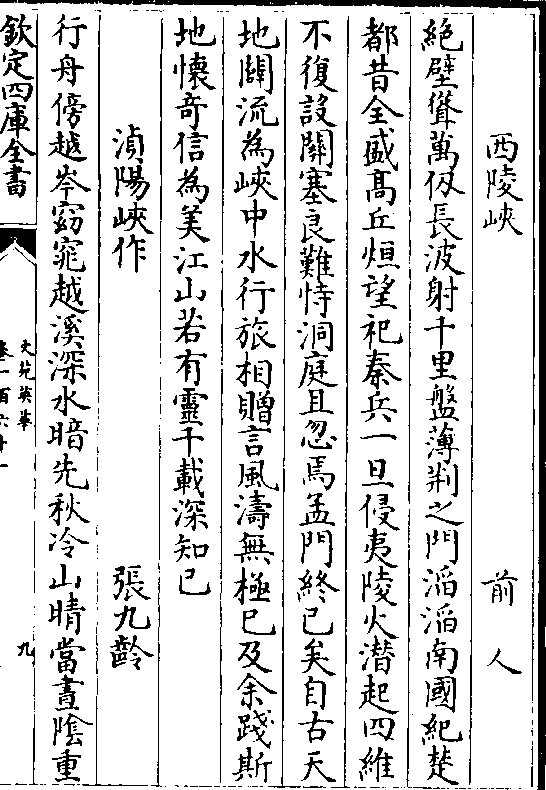 西陵峽　前人
絶壁聳萬仭長波射千里盤薄荆之門滔滔南國紀楚
都昔全盛髙丘烜望祀秦兵一旦侵夷陵火潜起四維
不復設關塞良難恃洞庭且忽焉孟門終已矣自古天
地闢流為峽中水行旅相贈言風濤無極已及余踐斯
地懐奇信為美江山若有靈千載深知已
湞陽峽作　張九齡
行舟傍越岑窈窕越溪深水暗先秋冷山晴當晝隂重
欽定四庫全書
文苑英華
卷一百六十一
九